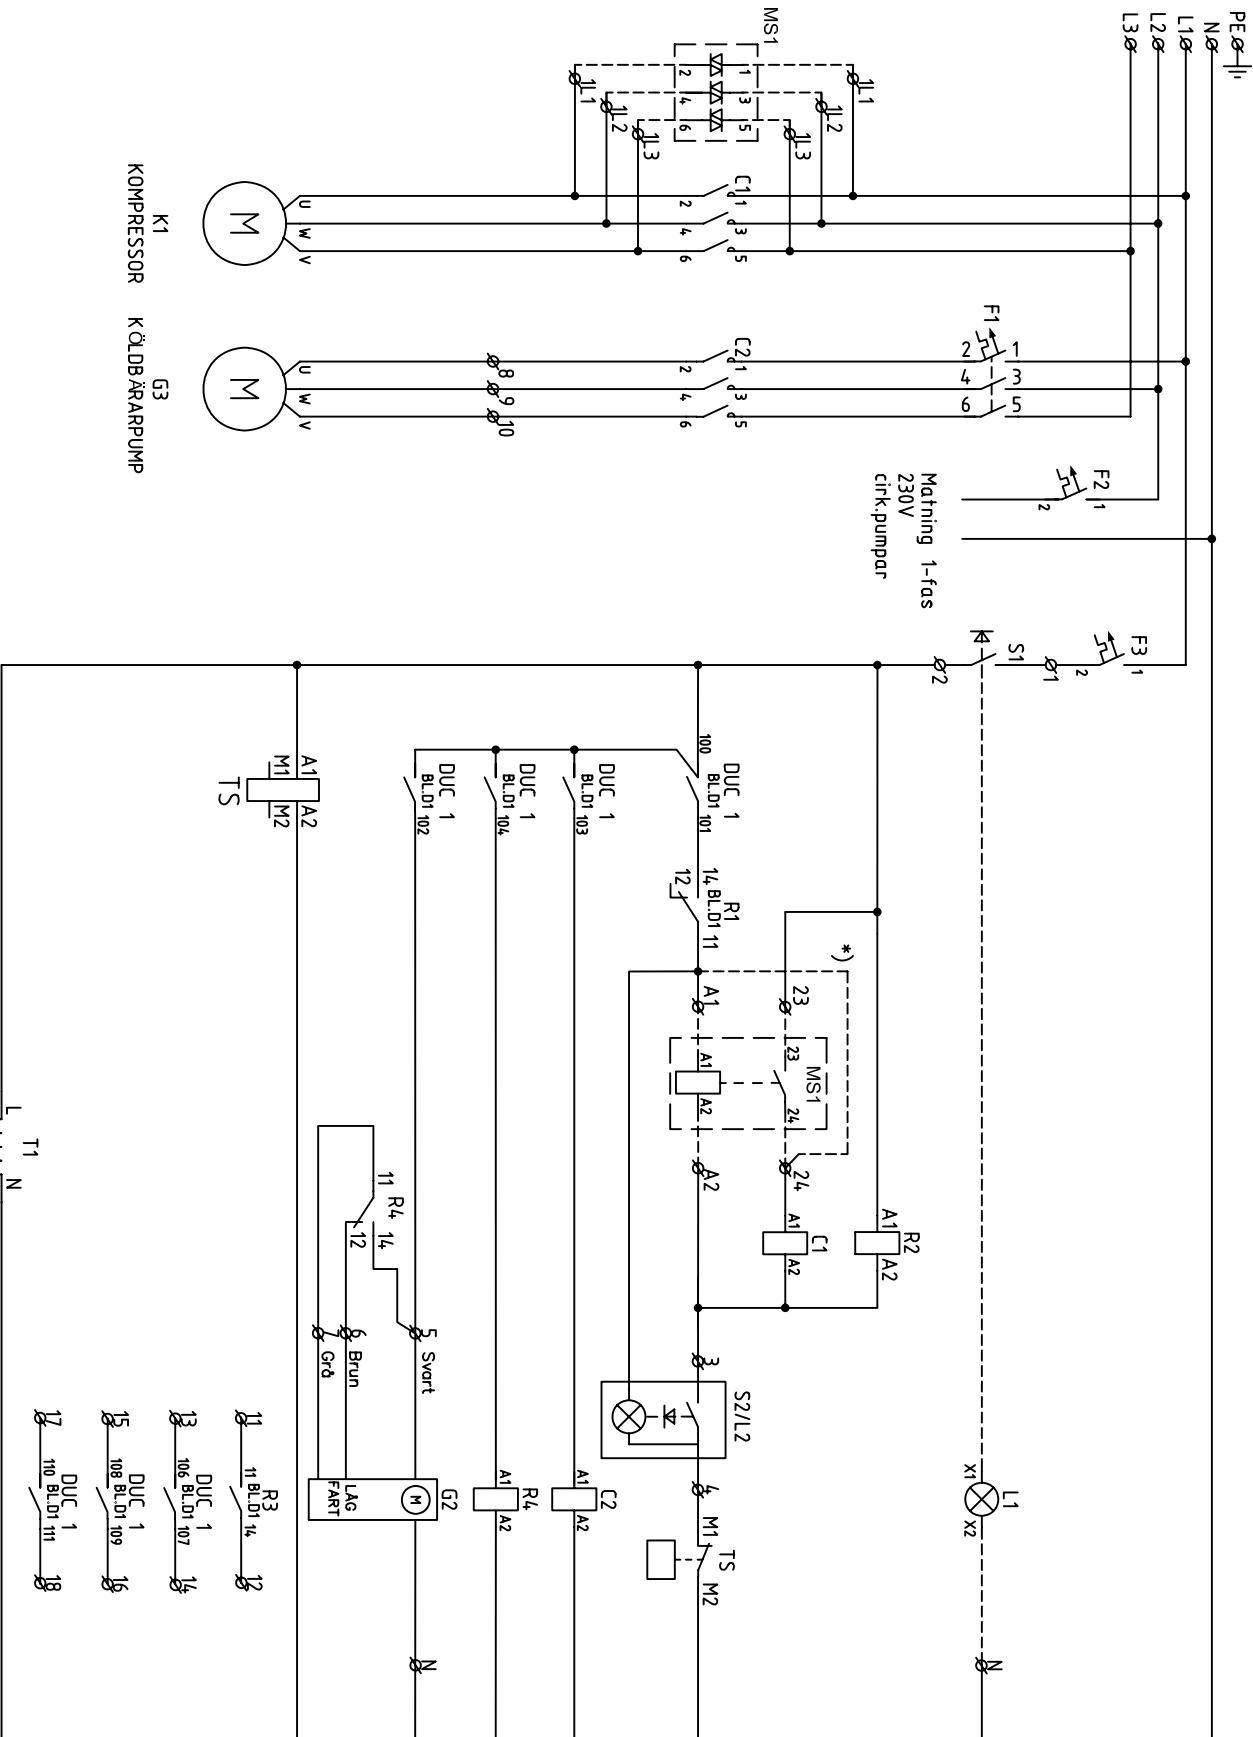 PE
N
L1
L2
L3
MS1
1L1
1L2
1L3
2
4
6
1
3
5
1L1
1L2
1L3
C1
1
3
5
2
4
6
U
W
V
M
K1
KOMPRESSOR
F1
1
3
5
2
4
6
C2
1
3
5
2
4
6
8
9
10
U
W
V
M
G3
KÖLDBÄRARPUMP
F2
1
2
Matning 1-fas
230V
cirk.pumpar
F3
1
2
1
S1
2
L1
X1
X2
N
R2
A1
A2
*)
23
24
MS1
23
24
C1
A1
A2
100
DUC 1
BL.D1
101
R1
14 BL.D1 11
12
A1
A1
A2
A2
3
S2/L2
4
M1
TS
M2
DUC 1
BL.D1 103
C2
A1
A2
DUC 1
BL.D1 104
R4
A1
A2
DUC 1
BL.D1 102
11
R4
14
12
5
Svart
6
Brun
7
Grå
G2
M
LÅG
FART
N
A1
A2
M1
M2
TS
T1
L
N
11
R3
11 BL.D1 14
12
13
DUC 1
106 BL.D1 107
14
15
DUC 1
108 BL.D1 109
16
17
DUC 1
110 BL.D1 111
18